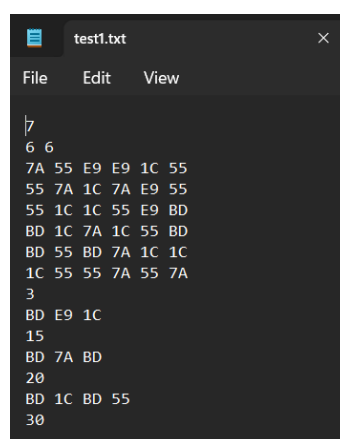 test1.txt
File Edit View
7
6 6
7A 55 E9 E9 1C 55
55 7A 1C 7A E9 55
55 1C 1C 55 E9 BD
BD 1C 7A 1C 55 BD
BD 55 BD 7A 1C 1C
1C 55 55 7A 55 7A
3
BD E9 1C
15
BD 7A BD
20
BD 1C BD 55
30